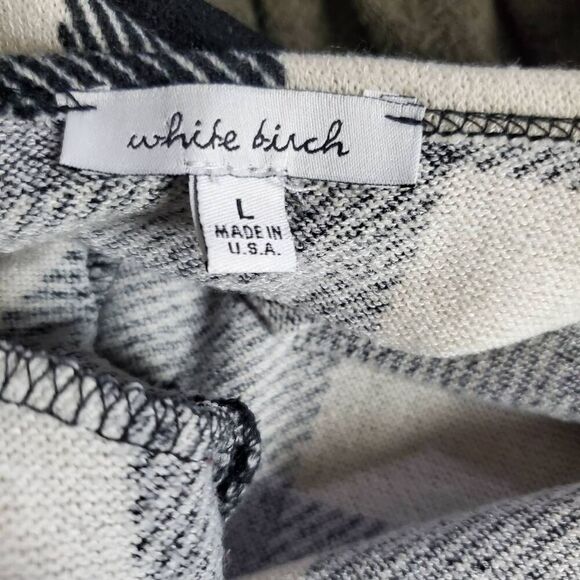 white birch
L
MADE IN
U.S.A.